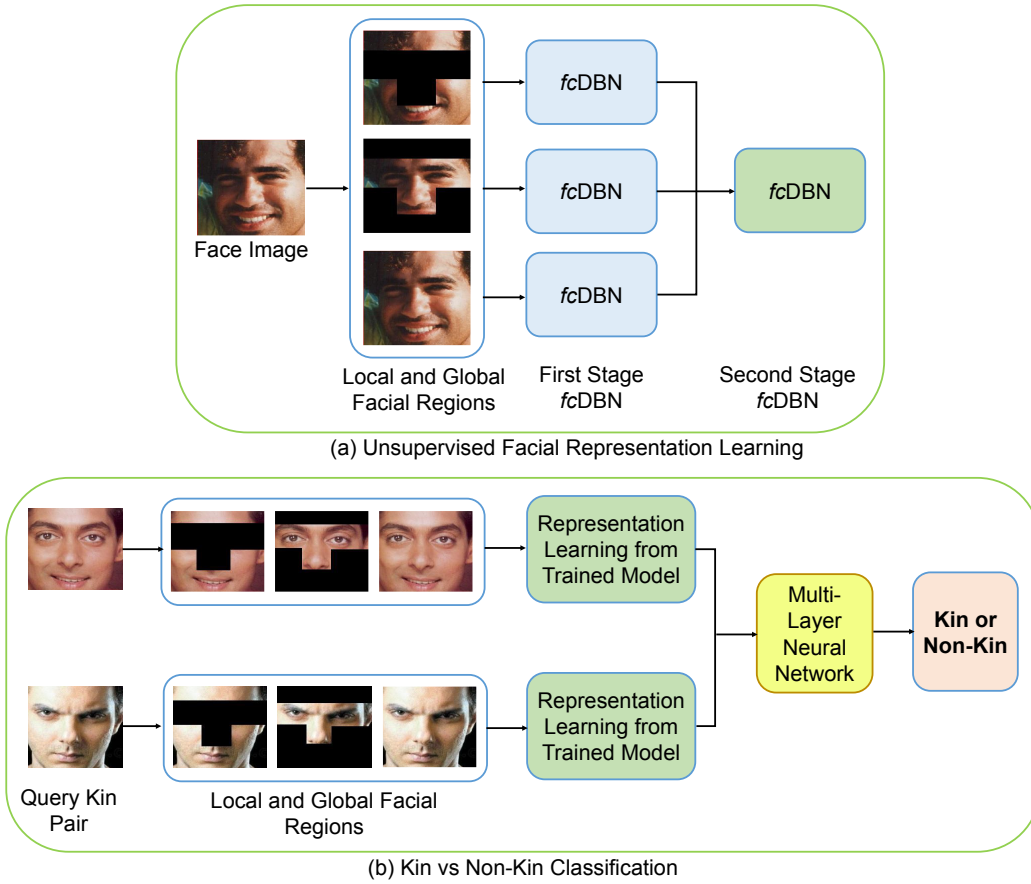 fcDBN
fcDBN
fcDBN
fcDBN
Face Image
Local and Global
Facial Regions
First Stage
fcDBN
Second Stage
fcDBN
(a) Unsupervised Facial Representation Learning
Representation
Learning from
Trained Model
Multi-
Layer
Neural
Network
Kin or
Non-Kin
Representation
Learning from
Trained Model
Query Kin
Pair
Local and Global Facial
Regions
(b) Kin vs Non-Kin Classification